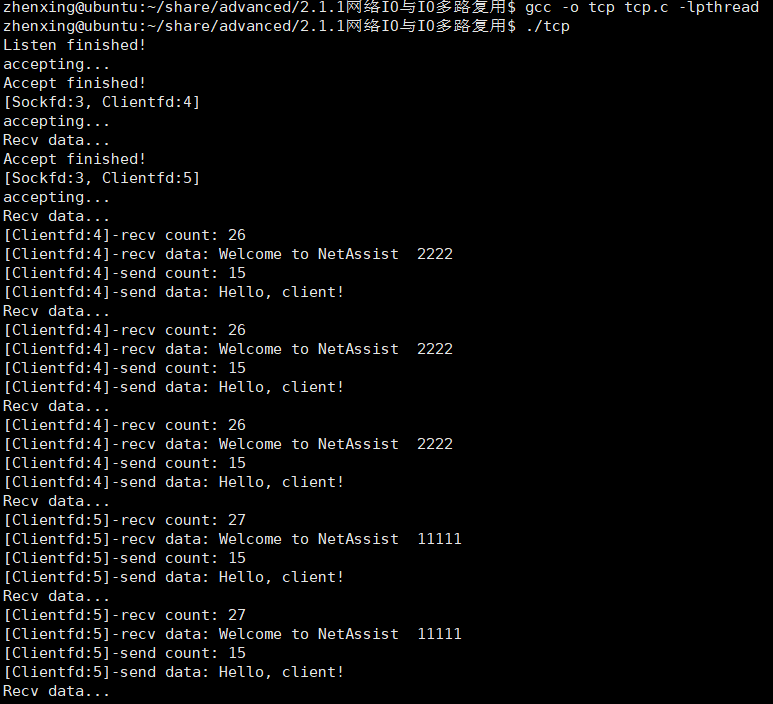 zhenxing@ubuntu:~/share/advanced/2.1.1网络IO与IO多路复用$ gcc -o tcp tcp.c -lpthread
zhenxing@ubuntu:~/share/advanced/2.1.1网络IO与IO多路复用$ ./tcp
Listen finished!
accepting...
Accept finished!
[Sockfd:3, Clientfd:4]
accepting...
Recv data...
Accept finished!
[Sockfd:3, Clientfd:5]
accepting...
Recv data...
[Clientfd:4]-recv count: 26
[Clientfd:4]-recv data: Welcome to NetAssist  2222
[Clientfd:4]-send count: 15
[Clientfd:4]-send data: Hello, client!
Recv data...
[Clientfd:4]-recv count: 26
[Clientfd:4]-recv data: Welcome to NetAssist  2222
[Clientfd:4]-send count: 15
[Clientfd:4]-send data: Hello, client!
Recv data...
[Clientfd:4]-recv count: 26
[Clientfd:4]-recv data: Welcome to NetAssist  2222
[Clientfd:4]-send count: 15
[Clientfd:4]-send data: Hello, client!
Recv data...
[Clientfd:5]-recv count: 27
[Clientfd:5]-recv data: Welcome to NetAssist  11111
[Clientfd:5]-send count: 15
[Clientfd:5]-send data: Hello, client!
Recv data...
[Clientfd:5]-recv count: 27
[Clientfd:5]-recv data: Welcome to NetAssist  11111
[Clientfd:5]-send count: 15
[Clientfd:5]-send data: Hello, client!
Recv data...